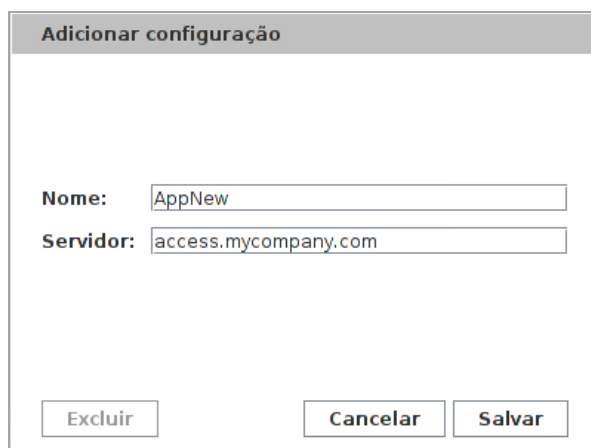 Adicionar configuração
Nome: AppNew
Servidor: access.mycompany.com
Excluir Cancelar Salvar